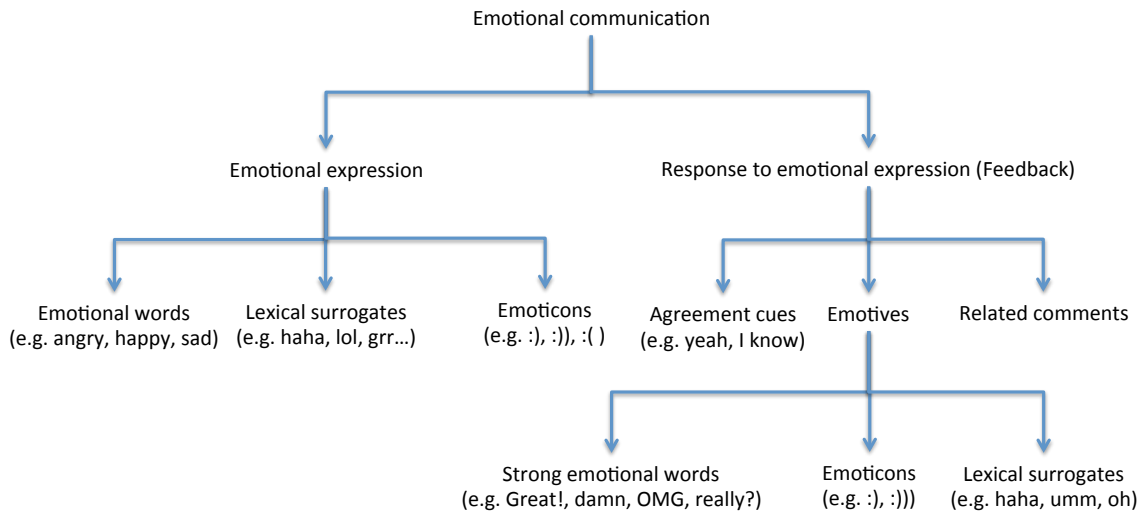 Emotional communication
Emotional expression
Response to emotional expression (Feedback)
Emotional words
(e.g. angry, happy, sad)
Lexical surrogates
(e.g. haha, lol, grr...)
Emoticons
(e.g. :), :)), :( )
Agreement cues
(e.g. yeah, I know)
Emotives
Related comments
Strong emotional words
(e.g. Great!, damn, OMG, really?)
Emoticons
(e.g. :), :)))
Lexical surrogates
(e.g. haha, umm, oh)